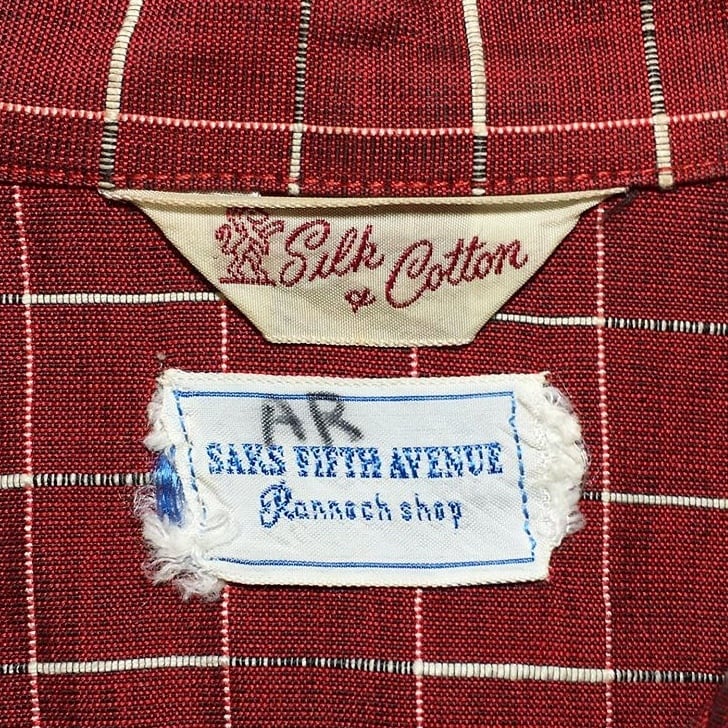 Silk & Cotton
AR
SAKS FIFTH AVENUE
Rannoch shop